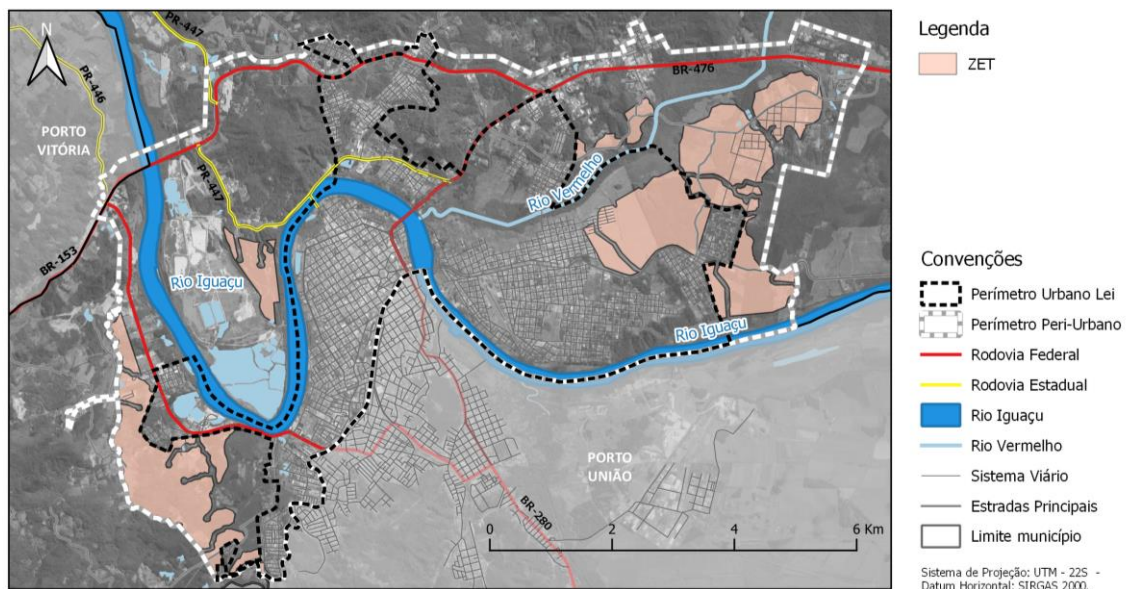 N
PR-447
PR-446
PORTO
VITÓRIA
BR-153
PR-447
Rio Iguaçu
BR-476
Rio Vermelho
Rio Iguaçu
PORTO
UNIÃO
BR-280
0 2 4 6 Km
Legenda
ZET
Convenções
Perímetro Urbano Lei
Perímetro Peri-Urbano
Rodovia Federal
Rodovia Estadual
Rio Iguaçu
Rio Vermelho
Sistema Viário
Estradas Principais
Limite município
Sistema de Projeção: UTM - 22S -
Datum Horizontal: SIRGAS 2000.